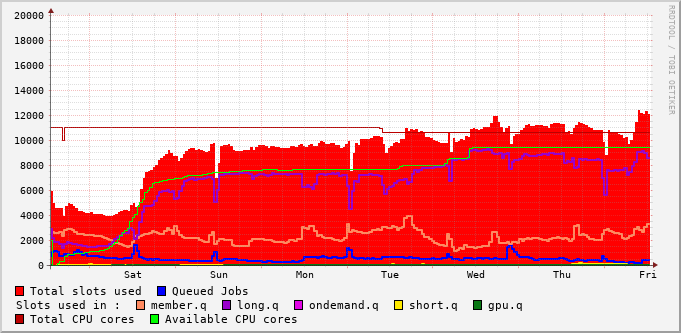 20000
18000
16000
14000
12000
10000
8000
6000
4000
2000
0
Sat Sun Mon Tue Wed Thu Fri
RRDTOOL / TOBI OETIKER
Total slots used Queued Jobs
Slots used in : member.q long.q ondemand.q short.q gpu.q
Total CPU cores Available CPU cores